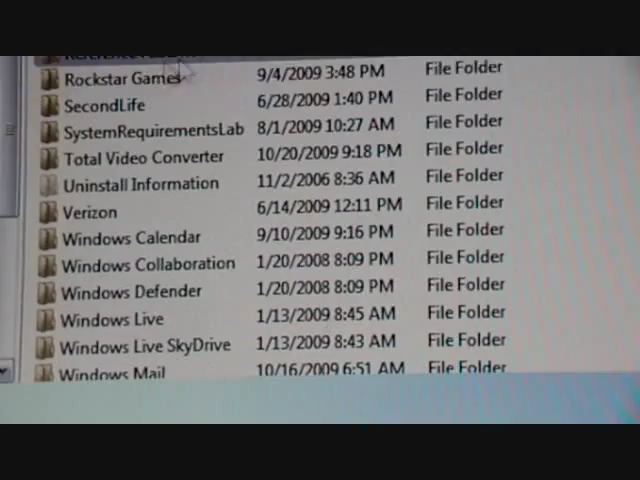 Rockstar Games 9/4/2009 3:48 PM File Folder
SecondLife 6/28/2009 1:40 PM File Folder
SystemRequirementsLab 8/1/2009 10:27 AM File Folder
Total Video Converter 10/20/2009 9:18 PM File Folder
Uninstall Information 11/2/2006 8:36 AM File Folder
Verizon 6/14/2009 12:11 PM File Folder
Windows Calendar 9/10/2009 9:16 PM File Folder
Windows Collaboration 1/20/2008 8:09 PM File Folder
Windows Defender 1/20/2008 8:09 PM File Folder
Windows Live 1/13/2009 8:45 AM File Folder
Windows Live SkyDrive 1/13/2009 8:43 AM File Folder
Windows Mail 10/16/2009 6:51 AM File Folder